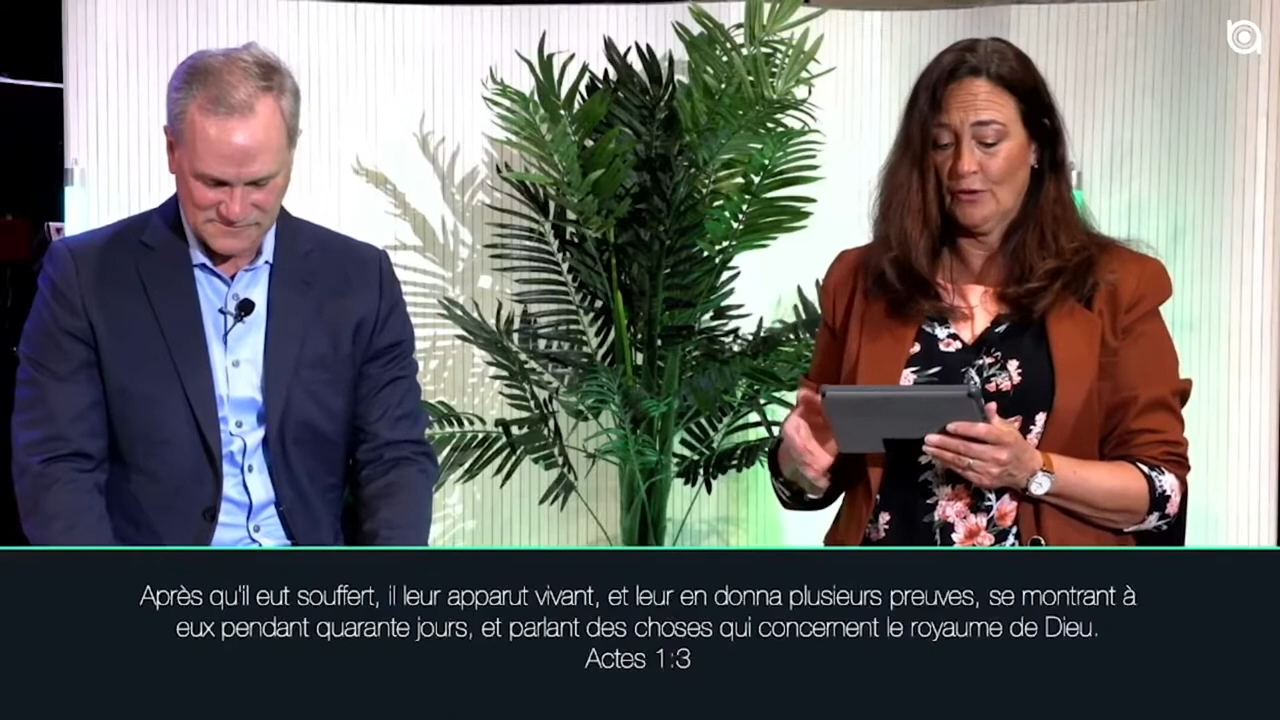 Après qu'il eut souffert, il leur apparut vivant, et leur en donna plusieurs preuves, se montrant à
eux pendant quarante jours, et parlant des choses qui concernent le royaume de Dieu.
Actes 1:3